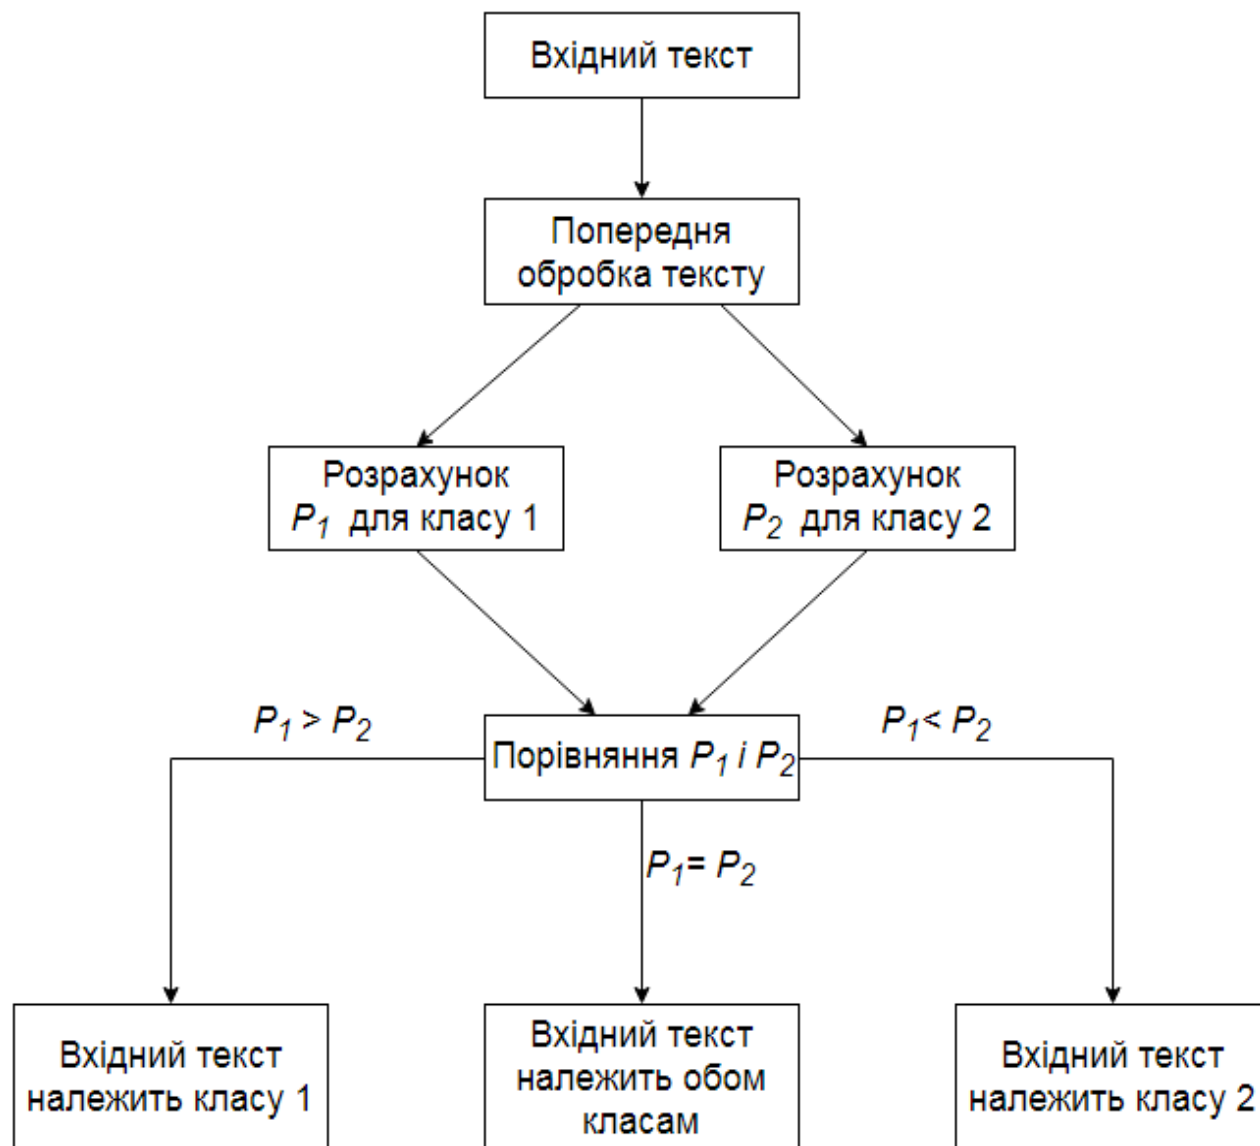 Вхідний текст
Попередня
обробка тексту
Розрахунок
P₁ для класу 1
Розрахунок
P₂ для класу 2
P₁ > P₂
Порівняння P₁ і P₂
P₁ < P₂
P₁ = P₂
Вхідний текст
належить класу 1
Вхідний текст
належить обом
класам
Вхідний текст
належить класу 2